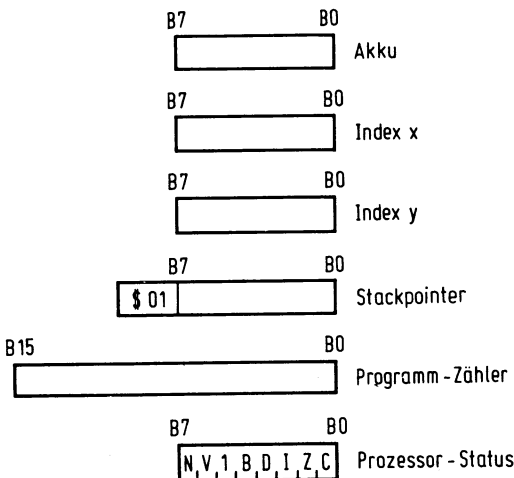 B7 B0
Akku
B7 B0
Index x
B7 B0
Index y
B7 B0
$ 01 Stackpointer
B15 B0
Programm-Zähler
B7 B0
N V 1 B D I Z C Prozessor-Status